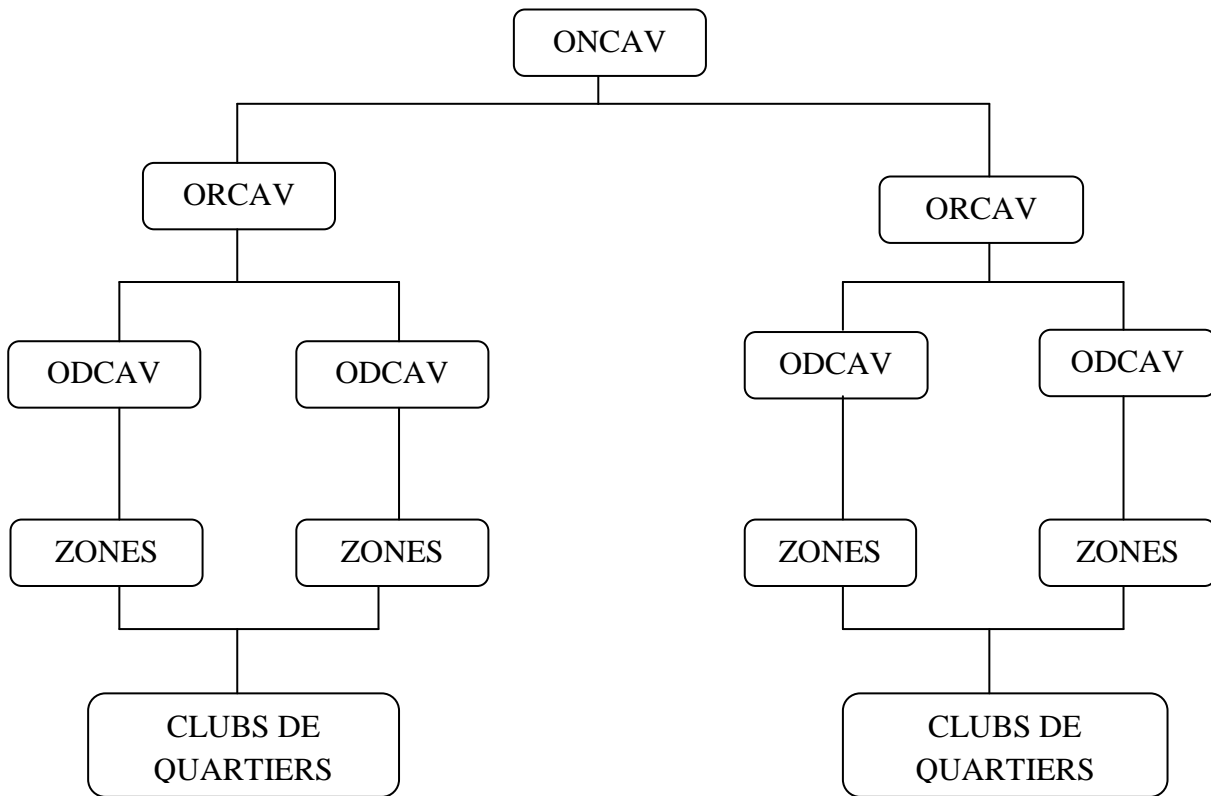 ONCAV
ORCAV
ORCAV
ODCAV
ODCAV
ODCAV
ODCAV
ZONES
ZONES
ZONES
ZONES
CLUBS DE
QUARTIERS
CLUBS DE
QUARTIERS